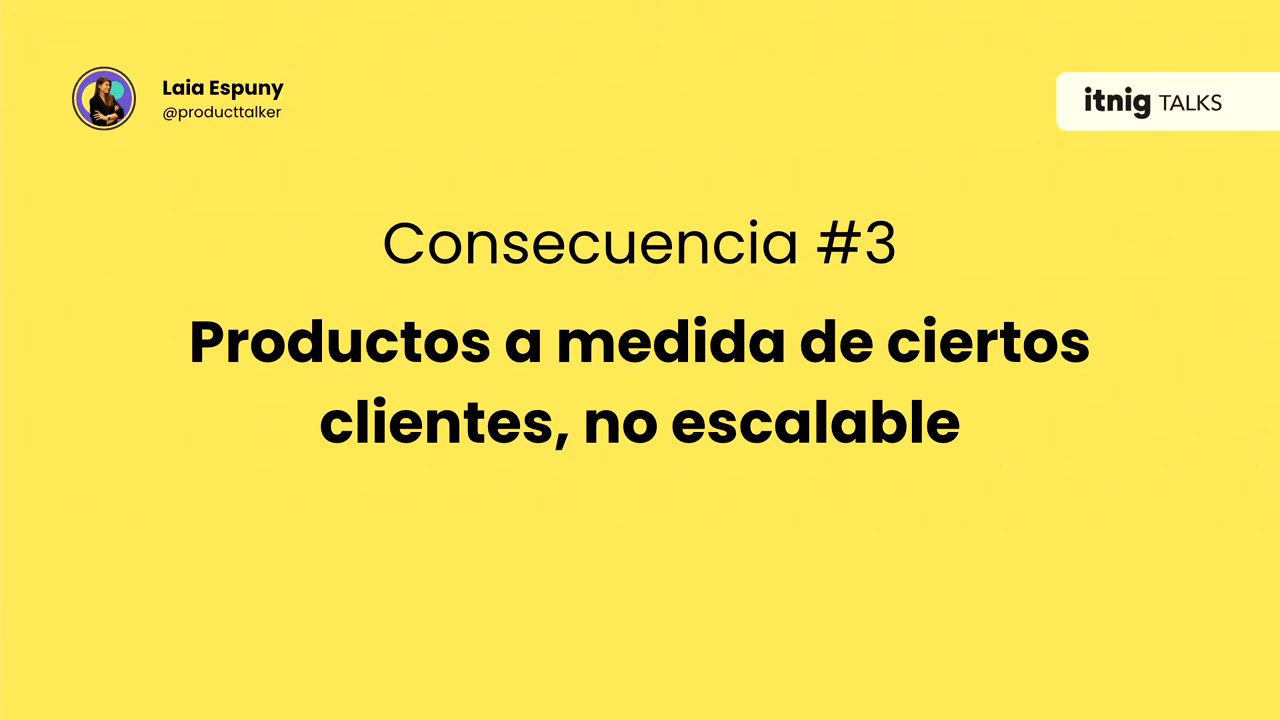 Laia Espuny
@producttalker
itnig TALKS
Consecuencia #3
Productos a medida de ciertos
clientes, no escalable